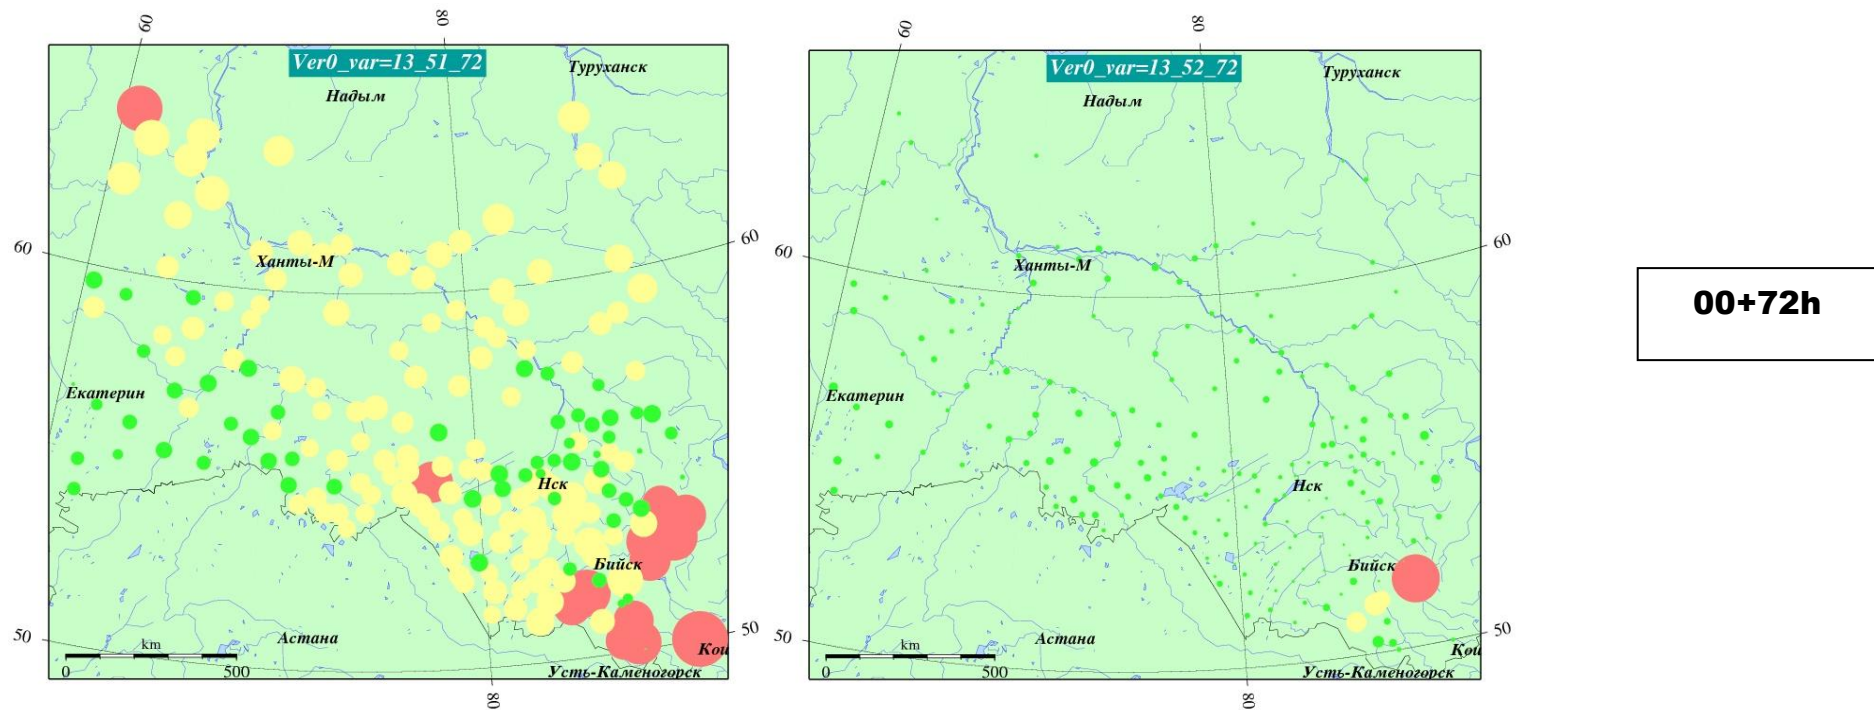 60
80
Ver0_var=13_51_72
Туруханск
Надым
60
60
Ханты-М
Екатерин
Нск
Бийск
50
50
Астана
Кош
km
0
500
Усть-Каменогорск
80
60
80
Ver0_var=13_52_72
Туруханск
Надым
60
60
Ханты-М
Екатерин
Нск
Бийск
50
50
Астана
Кош
km
0
500
Усть-Каменогорск
80
00+72h